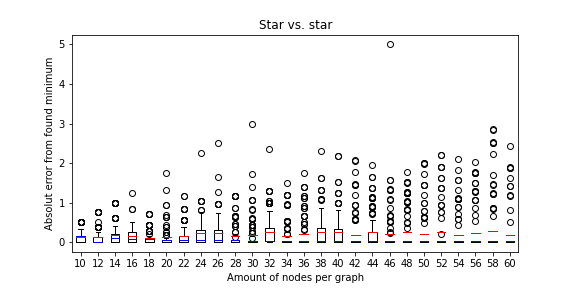 Star vs. star
Absolut error from found minimum
5
4
3
2
1
0
10 12 14 16 18 20 22 24 26 28 30 32 34 36 38 40 42 44 46 48 50 52 54 56 58 60
Amount of nodes per graph